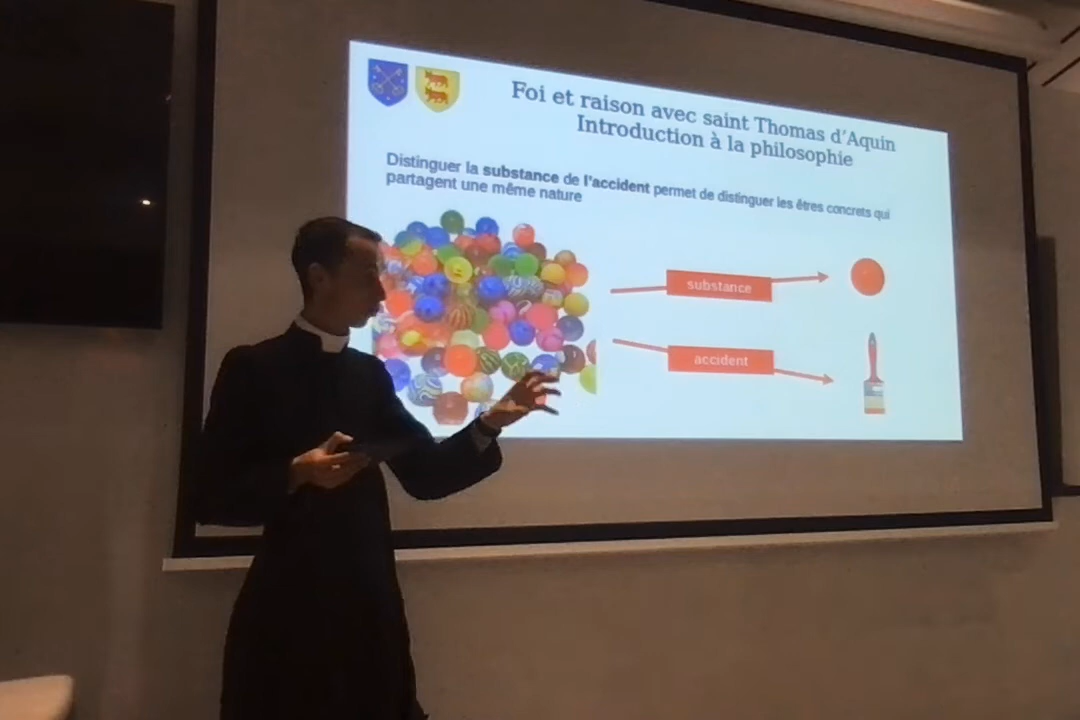 Foi et raison avec saint Thomas d'Aquin
Introduction à la philosophie
Distinguer la substance de l'accident permet de distinguer les êtres concrets qui
partagent une même nature
substance
accident